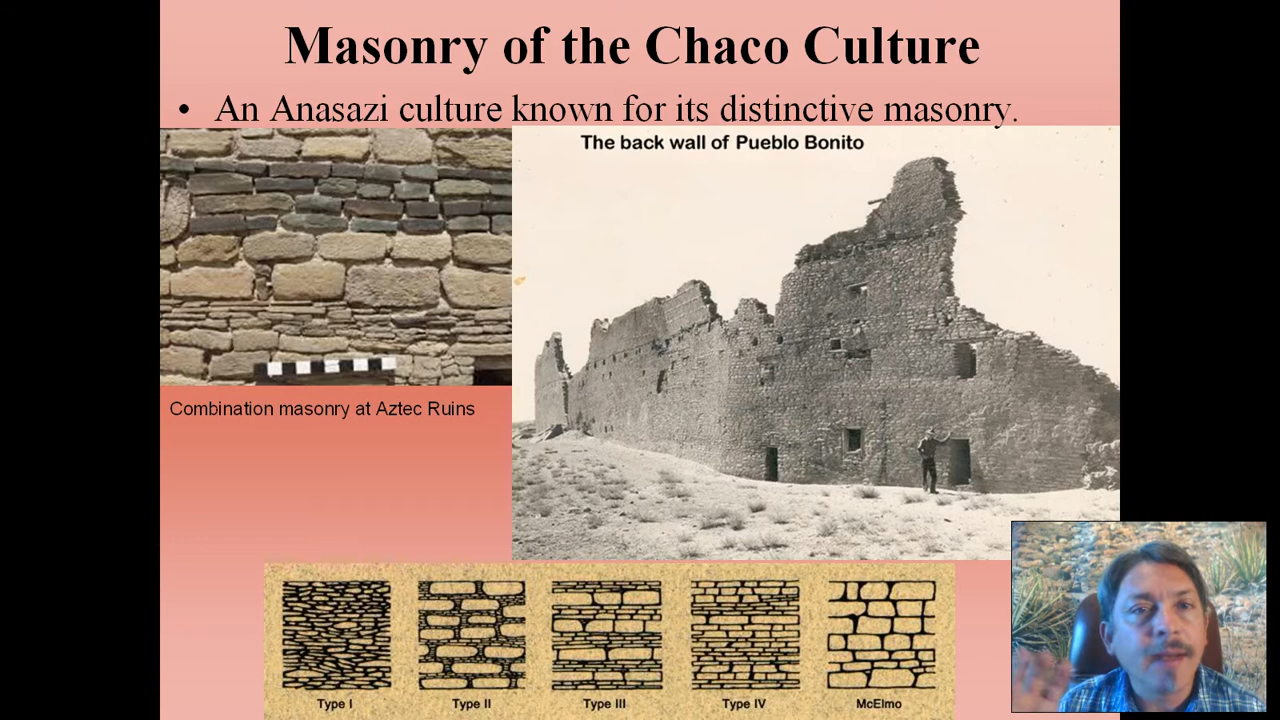 Masonry of the Chaco Culture
• An Anasazi culture known for its distinctive masonry.
The back wall of Pueblo Bonito
Combination masonry at Aztec Ruins
Type I
Type II
Type III
Type IV
McElmo